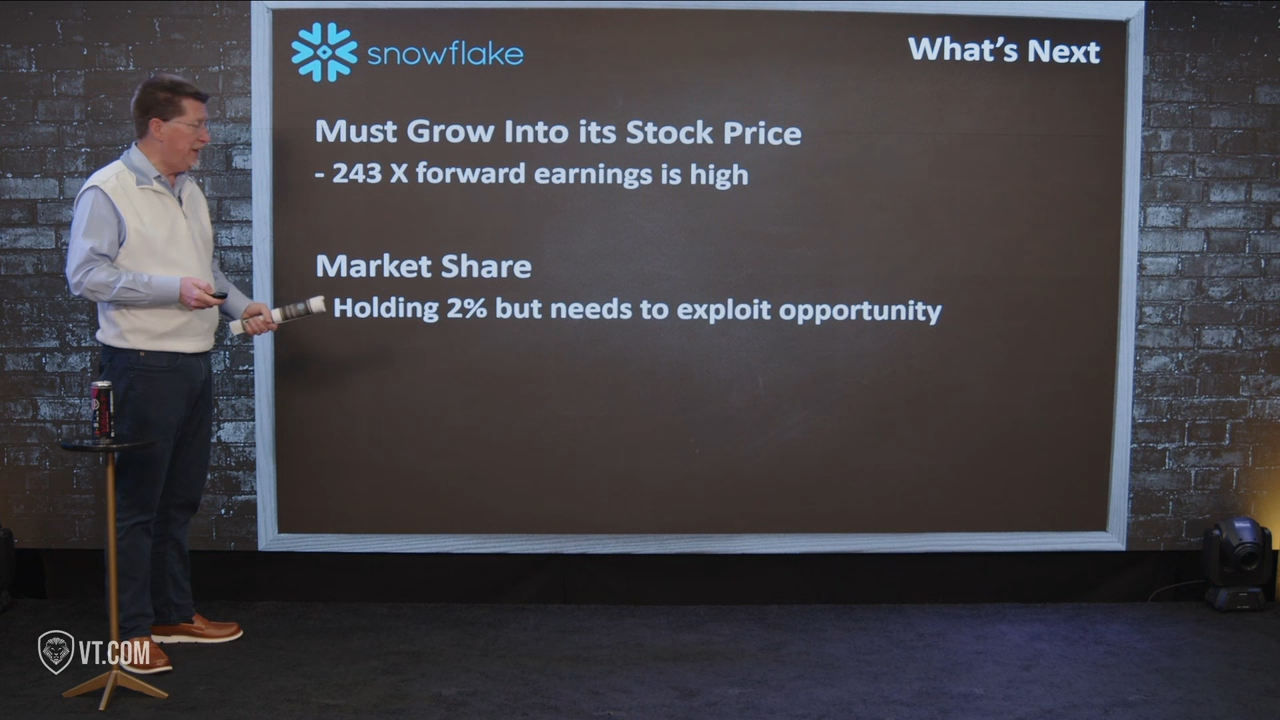 snowflake
What's Next
Must Grow Into its Stock Price
- 243 X forward earnings is high
Market Share
Holding 2% but needs to exploit opportunity
VT.COM